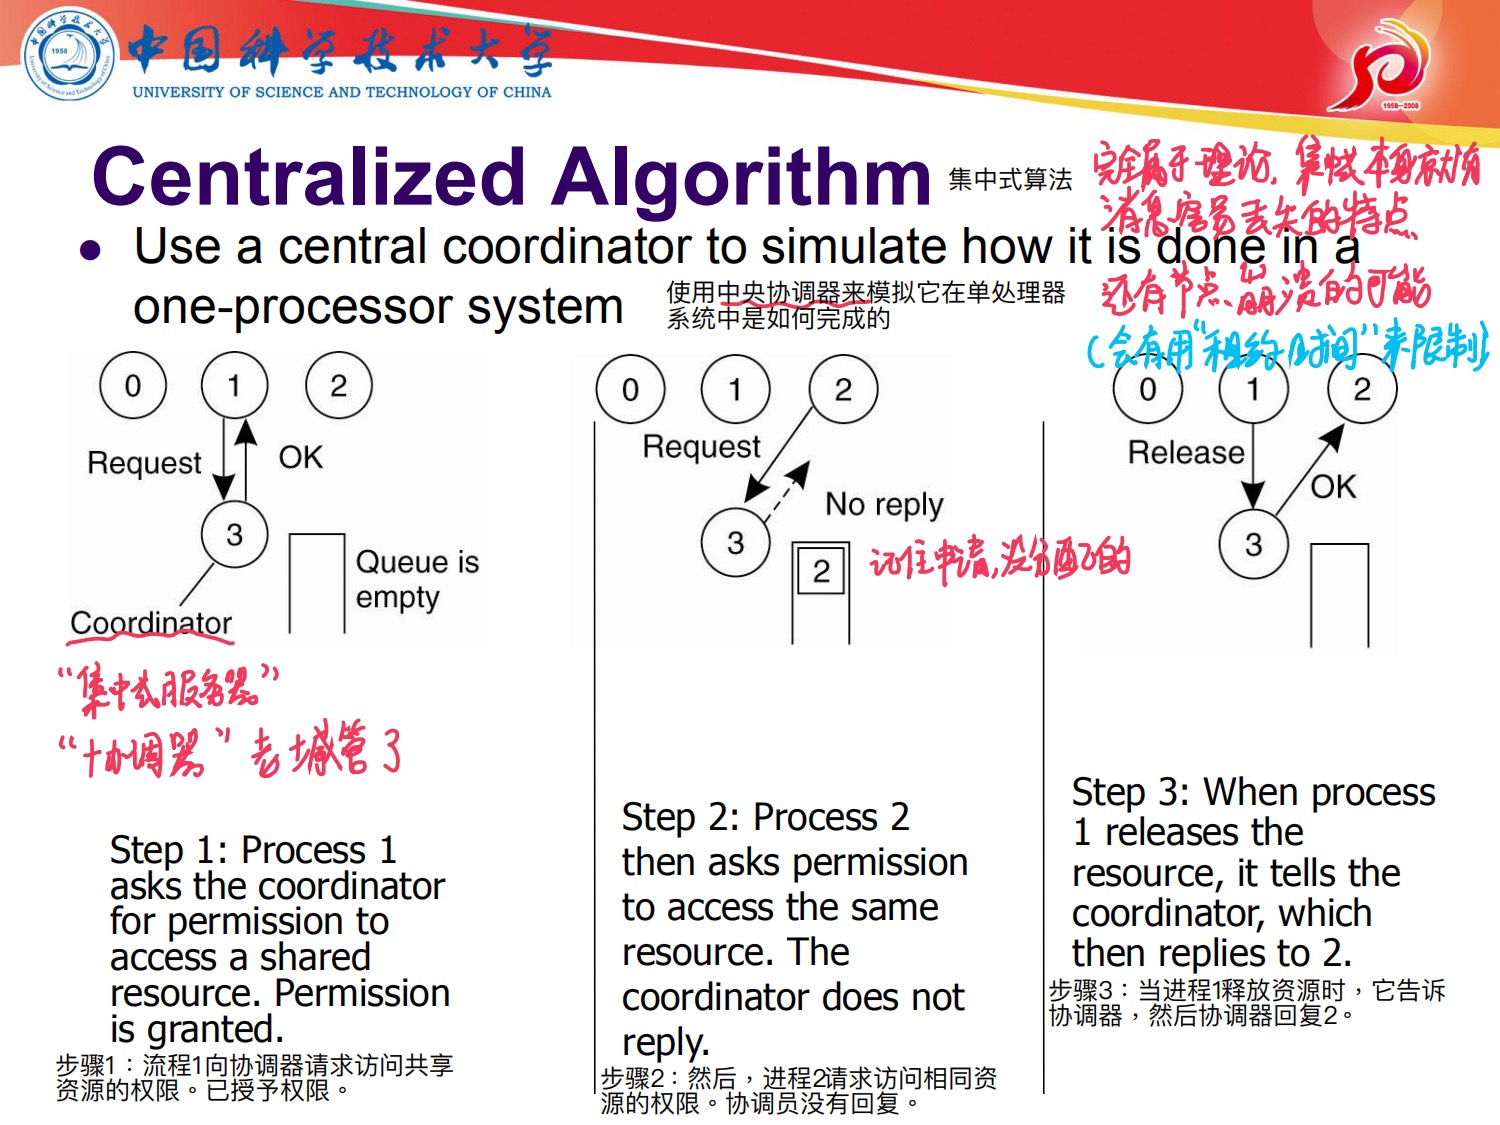 中国科学技术大学
UNIVERSITY OF SCIENCE AND TECHNOLOGY OF CHINA
1958
1958-2008
Centralized Algorithm
集中式算法
完全属于理论, 集权本身就有
消息容易丢失的特点
还有节点崩溃的可能
(会有用“租约时间”来限制)
● Use a central coordinator to simulate how it is done in a
one-processor system
使用中央协调器来模拟它在单处理器
系统中是如何完成的
0 1 2
Request OK
3
Queue is
empty
Coordinator
“集中式服务器”
“协调器” 老城管了
Step 1: Process 1
asks the coordinator
for permission to
access a shared
resource. Permission
is granted.
步骤1：流程1向协调器请求访问共享
资源的权限。已授予权限。
0 1 2
Request
No reply
3
2
记住申请,没分配的
Step 2: Process 2
then asks permission
to access the same
resource. The
coordinator does not
reply.
步骤2：然后，进程2请求访问相同资
源的权限。协调员没有回复。
0 1 2
Release
OK
3
Step 3: When process
1 releases the
resource, it tells the
coordinator, which
then replies to 2.
步骤3：当进程1释放资源时，它告诉
协调器，然后协调器回复2。